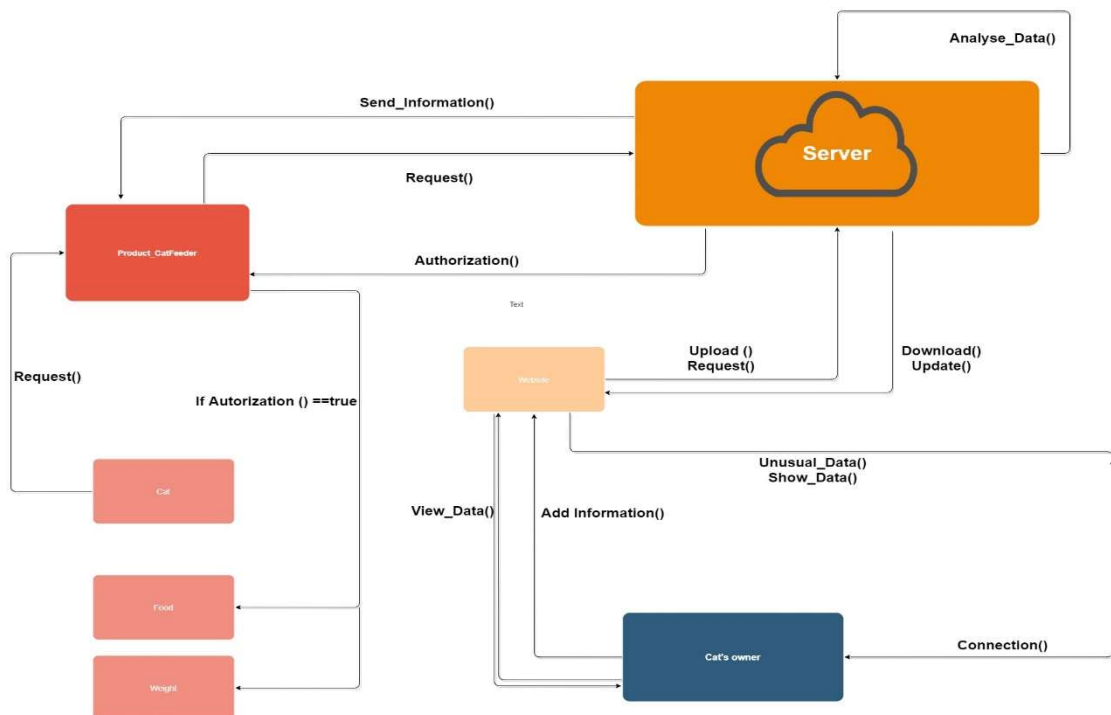 Analyse_Data()
Send_Information()
Server
Request()
Product_CatFeeder
Authorization()
Text
Website
Upload ()
Request()
Download()
Update()
Request()
If Autorization () ==true
Unusual_Data()
Show_Data()
Cat
View_Data()
Add Information()
Food
Cat's owner
Connection()
Weight